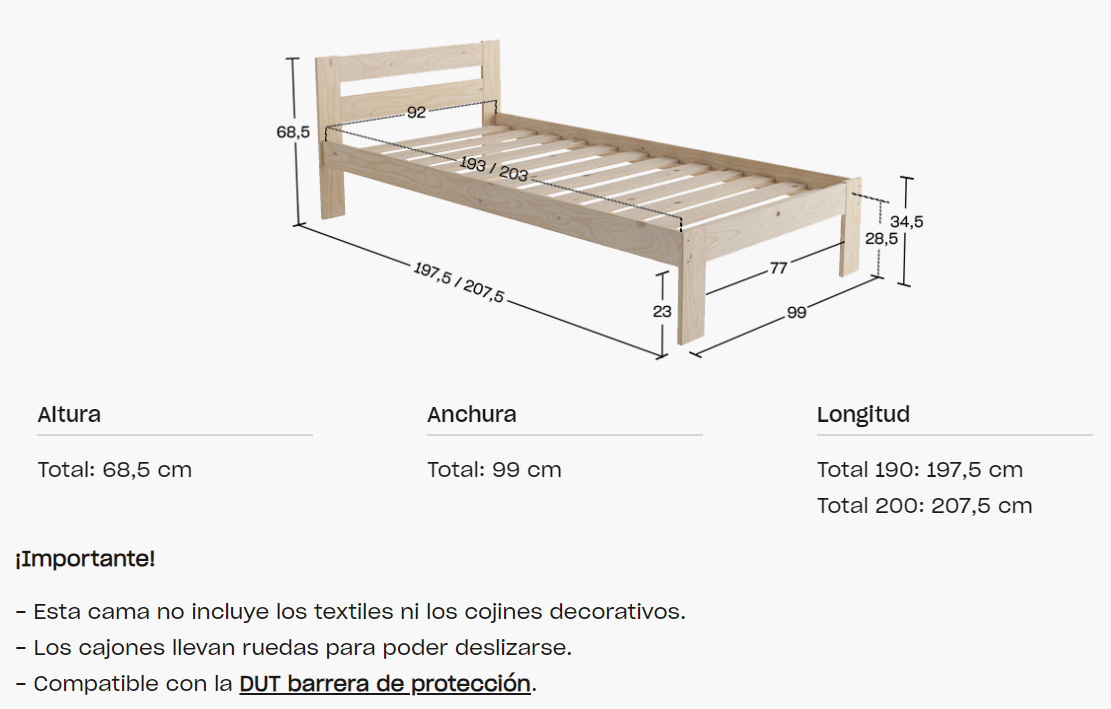 92
68,5
193 / 203
34,5
28,5
197,5 / 207,5
77
23
99
Altura
Anchura
Longitud
Total: 68,5 cm
Total: 99 cm
Total 190: 197,5 cm
Total 200: 207,5 cm
¡Importante!
- Esta cama no incluye los textiles ni los cojines decorativos.
- Los cajones llevan ruedas para poder deslizarse.
- Compatible con la DUT barrera de protección.